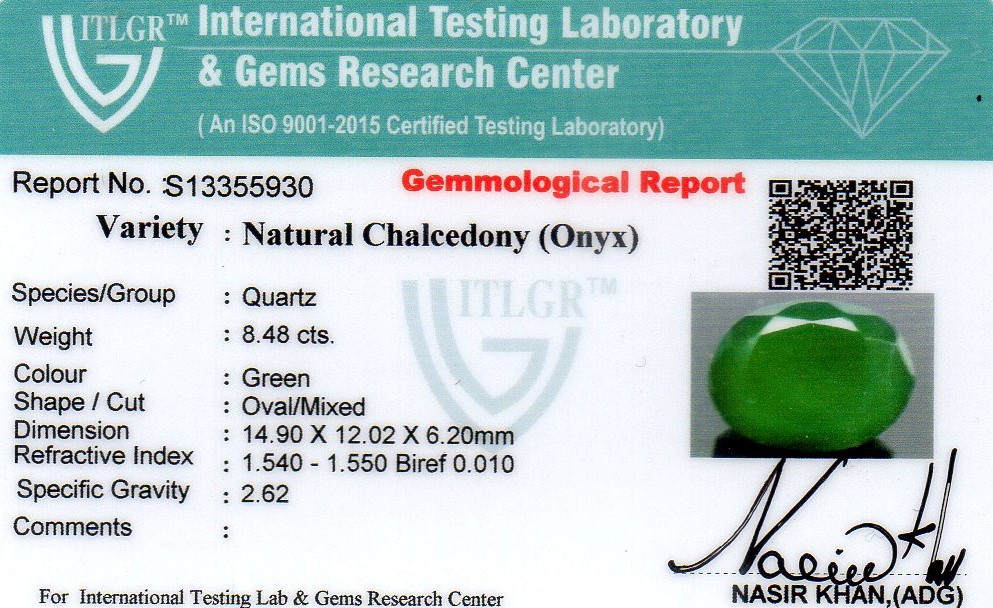 ITLGR™ International Testing Laboratory
& Gems Research Center
( An ISO 9001-2015 Certified Testing Laboratory)
Report No. :S13355930 Gemmological Report
Variety : Natural Chalcedony (Onyx)
ITLGR™
Species/Group : Quartz
Weight : 8.48 cts.
Colour : Green
Shape / Cut : Oval/Mixed
Dimension : 14.90 X 12.02 X 6.20mm
Refractive Index : 1.540 - 1.550 Biref 0.010
Specific Gravity : 2.62
Comments :
NASIR KHAN,(ADG)
For International Testing Lab & Gems Research Center